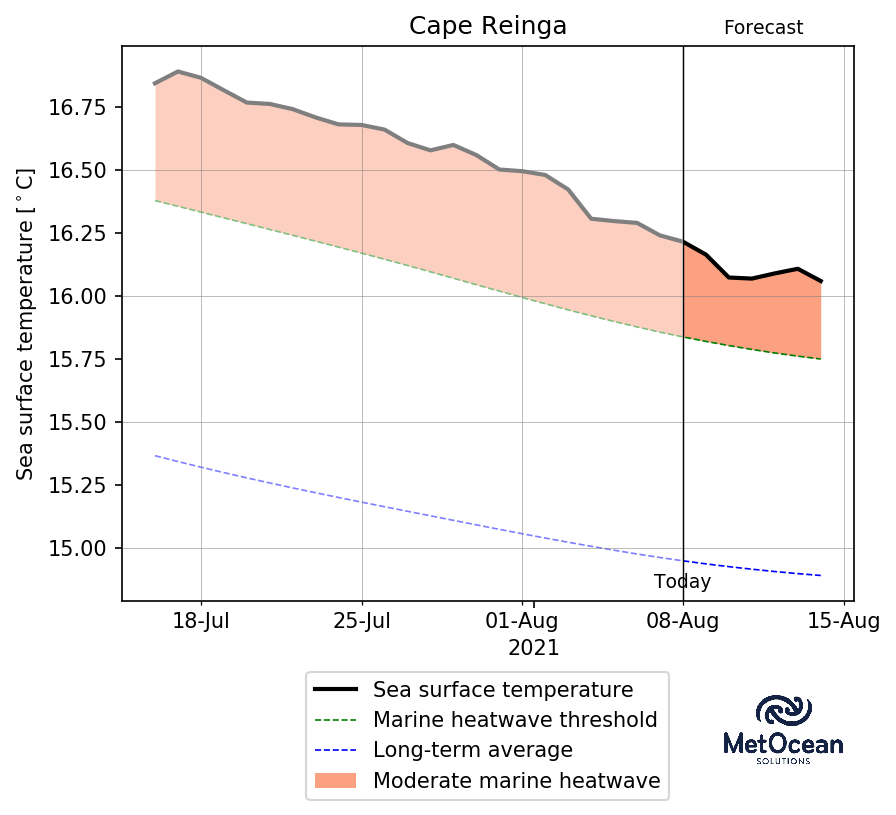 Cape Reinga
Forecast
Sea surface temperature [°C]
16.75
16.50
16.25
16.00
15.75
15.50
15.25
15.00
Today
18-Jul 25-Jul 01-Aug 08-Aug 15-Aug
2021
Sea surface temperature
Marine heatwave threshold
Long-term average
Moderate marine heatwave
MetOcean
SOLUTIONS